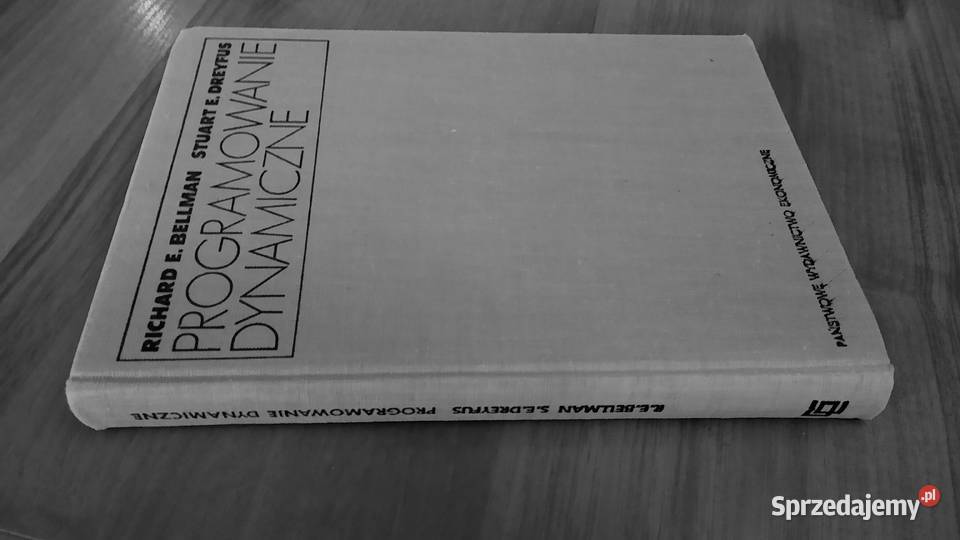 RICHARD E. BELLMAN STUART E. DREYFUS
PROGRAMOWANIE
DYNAMICZNE
PAŃSTWOWE WYDAWNICTWO EKONOMICZNE
R.E. BELLMAN S.E. DREYFUS PROGRAMOWANIE DYNAMICZNE
Sprzedajemy.pl